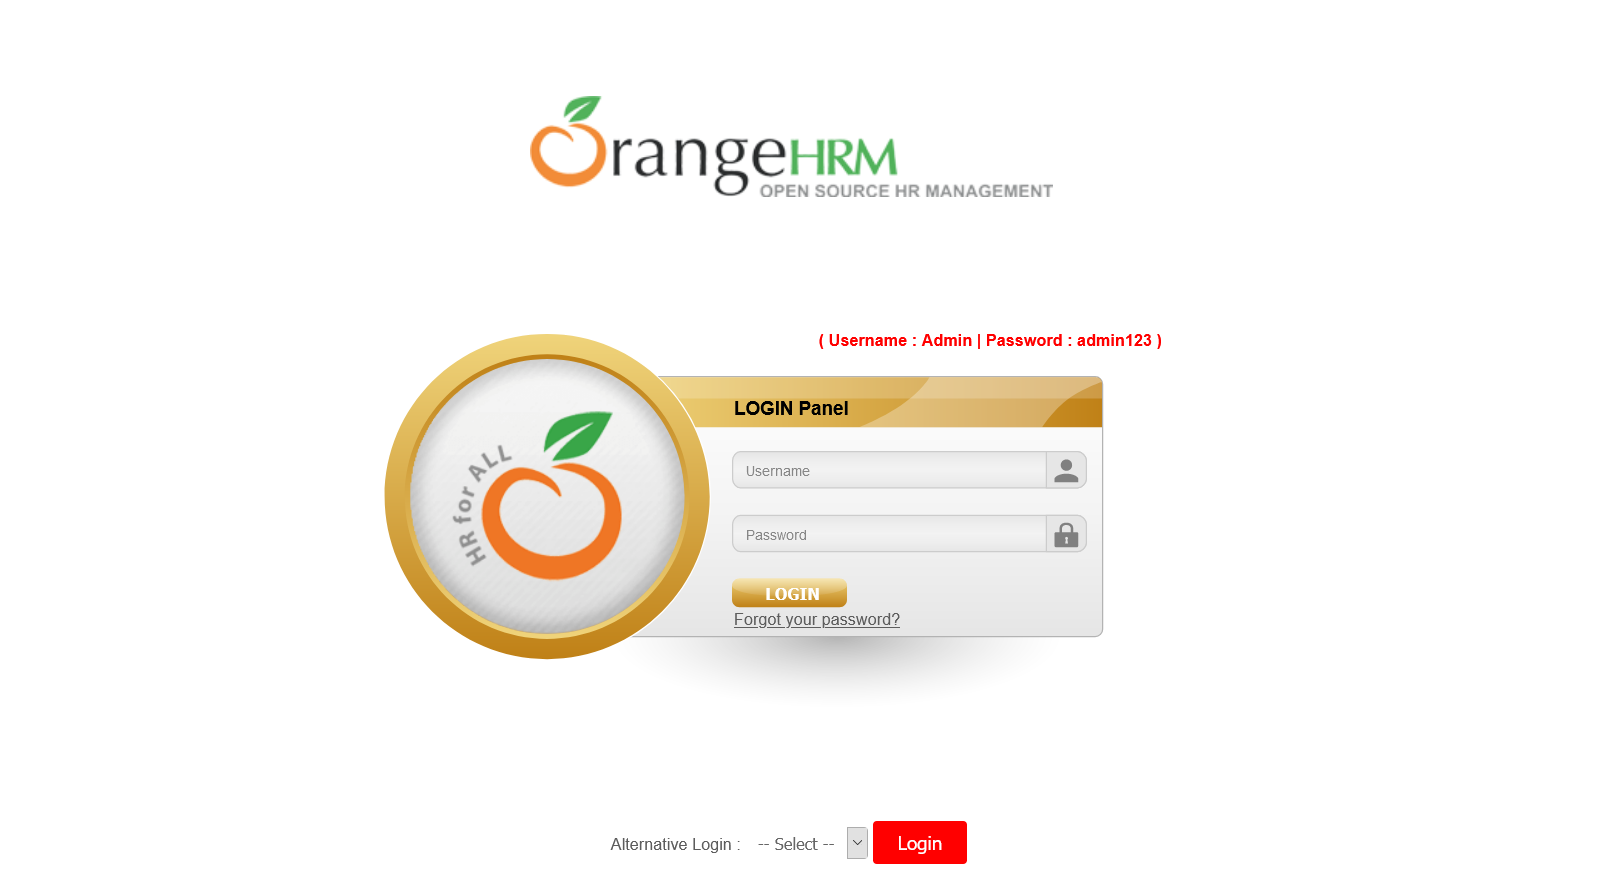 OrangeHRM
OPEN SOURCE HR MANAGEMENT
( Username : Admin | Password : admin123 )
HR for ALL
LOGIN Panel
Username
Password
LOGIN
Forgot your password?
Alternative Login : -- Select -- Login